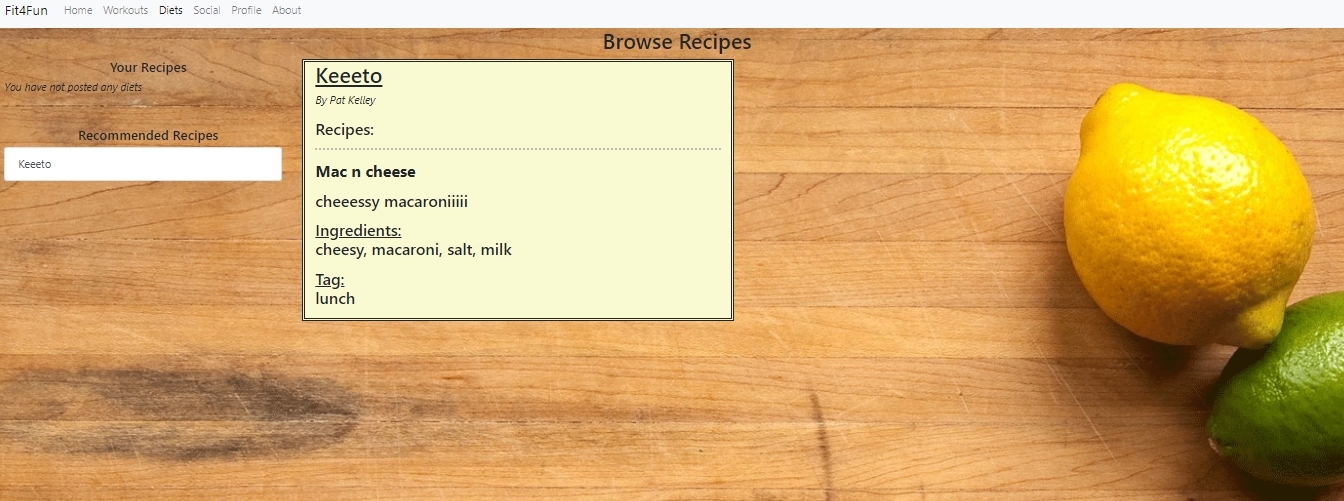 Fit4Fun Home Workouts Diets Social Profile About
Browse Recipes
Your Recipes
You have not posted any diets
Recommended Recipes
Keeeto
Keeeto
By Pat Kelley
Recipes:
Mac n cheese
cheeessy macaroniiiii
Ingredients:
cheesy, macaroni, salt, milk
Tag:
lunch